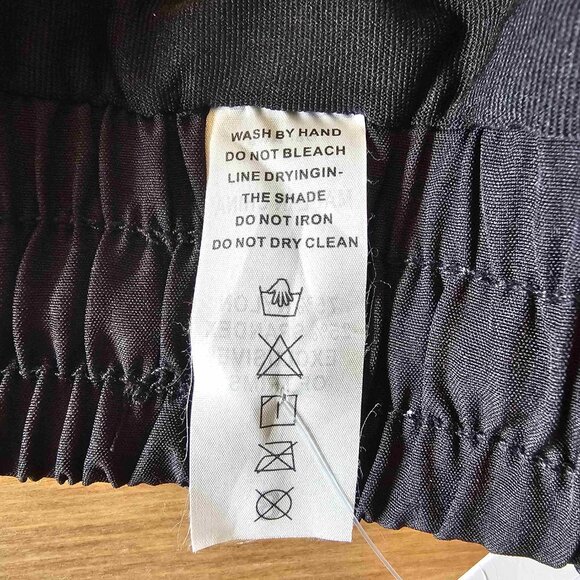 WASH BY HAND
DO NOT BLEACH
LINE DRYINGIN-
THE SHADE
DO NOT IRON
DO NOT DRY CLEAN